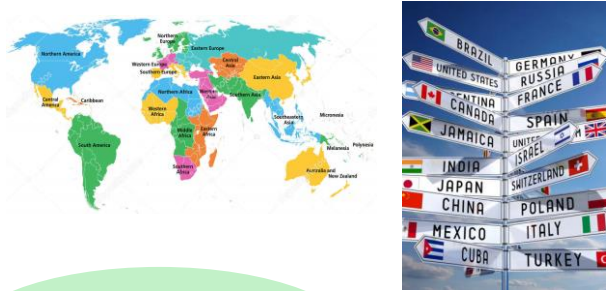 Northern
Europe
Northern America
Eastern Europe
Western Europe
Southern Europe
Central
Asia
Eastern Asia
Central
America
Caribbean
Northern Africa
Western
Asia
Southern Asia
Western
Africa
Southeastern
Asia
Micronesia
Middle
Africa
Eastern
Africa
South America
Melanesia
Polynesia
Southern
Africa
Australia and
New Zealand
BRAZIL
GERMANY
UNITED STATES
RUSSIA
ENTINA
FRANCE
CANADA
SPAIN
JAMAICA
UNITED
M
ISRAEL
INDIA
SWITZERLAND
JAPAN
CHINA
POLAND
MEXICO
ITALY
CUBA
TURKEY